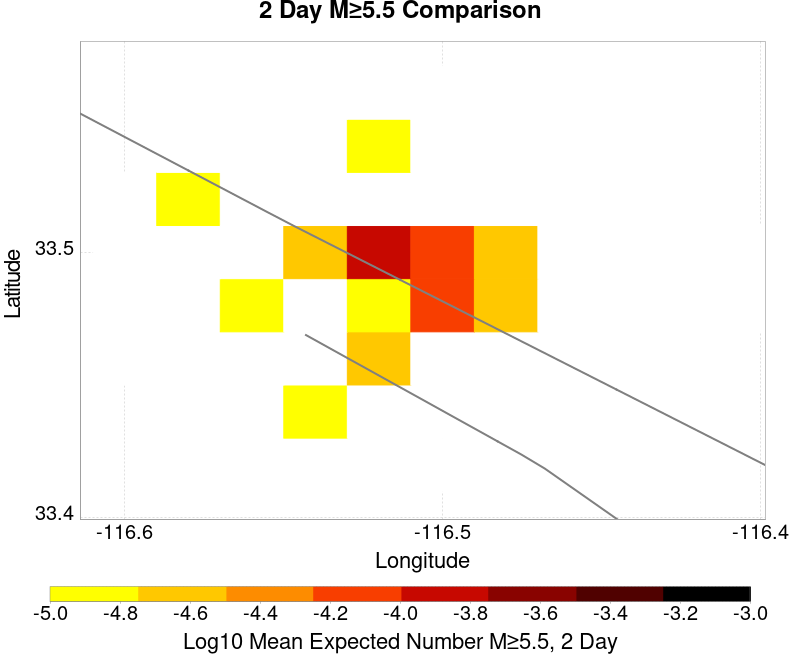 2 Day M≥5.5 Comparison
Latitude
33.5
33.4
-116.6 -116.5 -116.4
Longitude
-5.0 -4.8 -4.6 -4.4 -4.2 -4.0 -3.8 -3.6 -3.4 -3.2 -3.0
Log10 Mean Expected Number M≥5.5, 2 Day